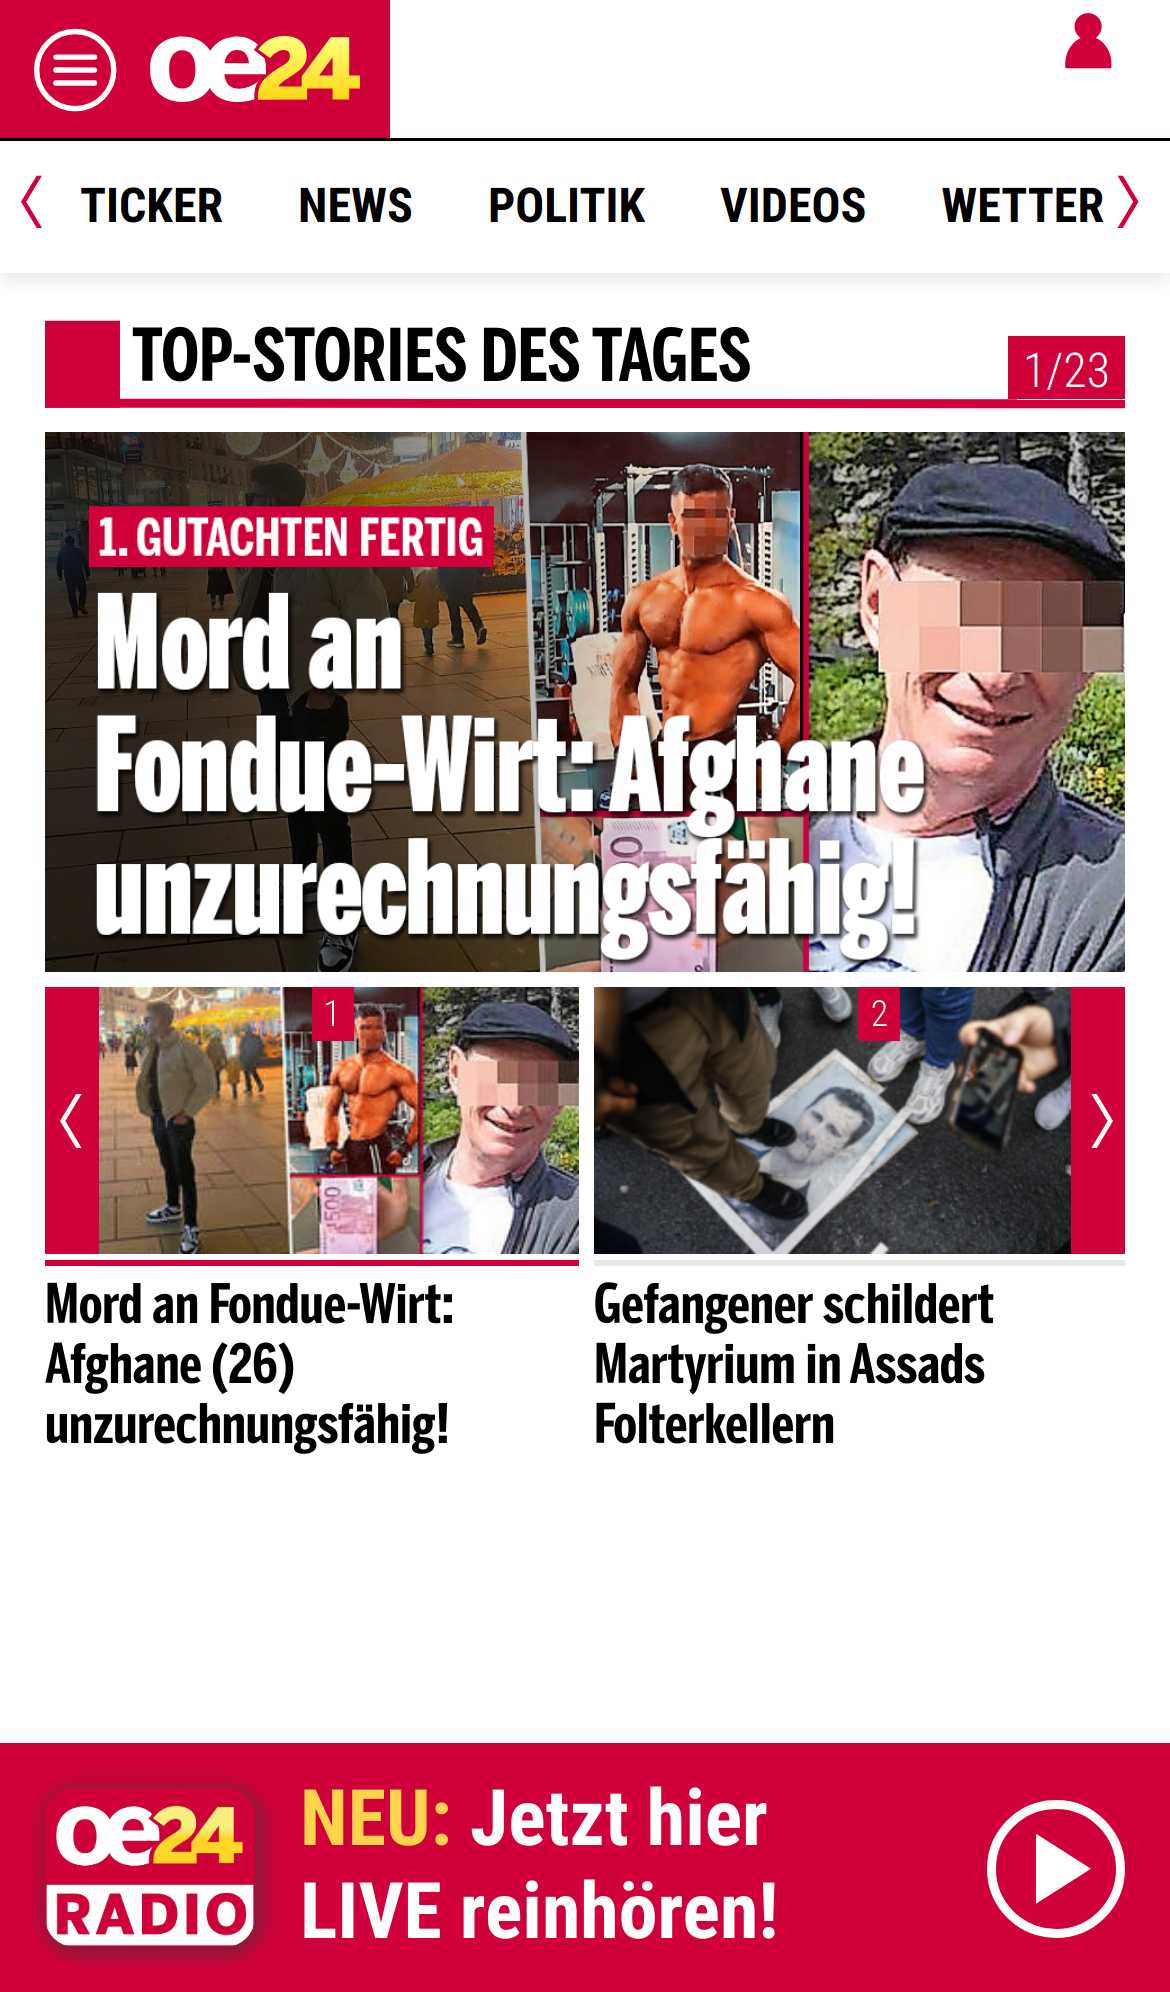 oe24
TICKER NEWS POLITIK VIDEOS WETTER
TOP-STORIES DES TAGES
1/23
1. GUTACHTEN FERTIG
Mord an
Fondue-Wirt: Afghane
unzurechnungsfähig!
1
500
2
Mord an Fondue-Wirt:
Afghane (26)
unzurechnungsfähig!
Gefangener schildert
Martyrium in Assads
Folterkellern
oe24
RADIO
NEU: Jetzt hier
LIVE reinhören!